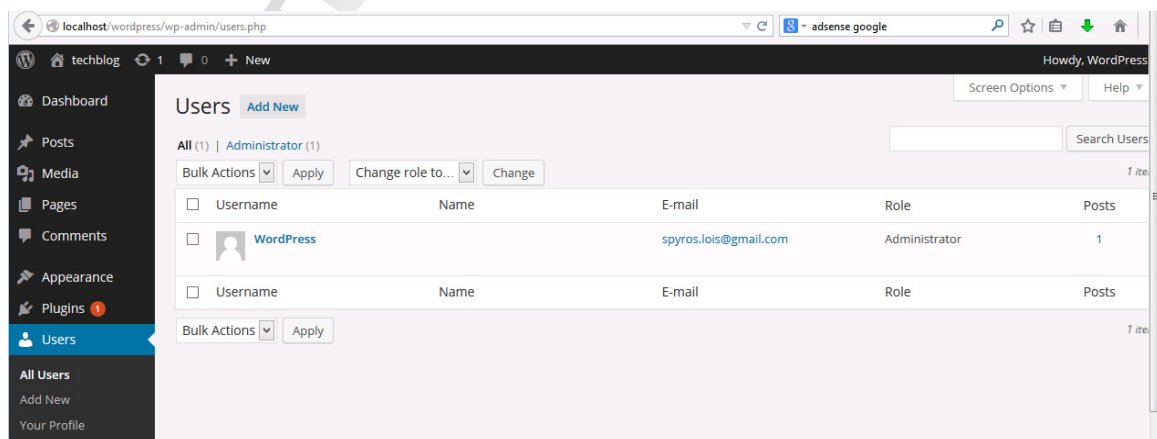 localhost/wordpress/wp-admin/users.php 8 adsense google
techblog 1 0 + New Howdy, WordPress
Dashboard
Posts
Media
Pages
Comments
Appearance
Plugins 1
Users
All Users
Add New
Your Profile
Screen Options Help
Users Add New
All (1) | Administrator (1) Search Users
Bulk Actions Apply Change role to... Change 1
Username Name E-mail Role Posts
WordPress spyros.lois@gmail.com Administrator 1
Username Name E-mail Role Posts
Bulk Actions Apply 1